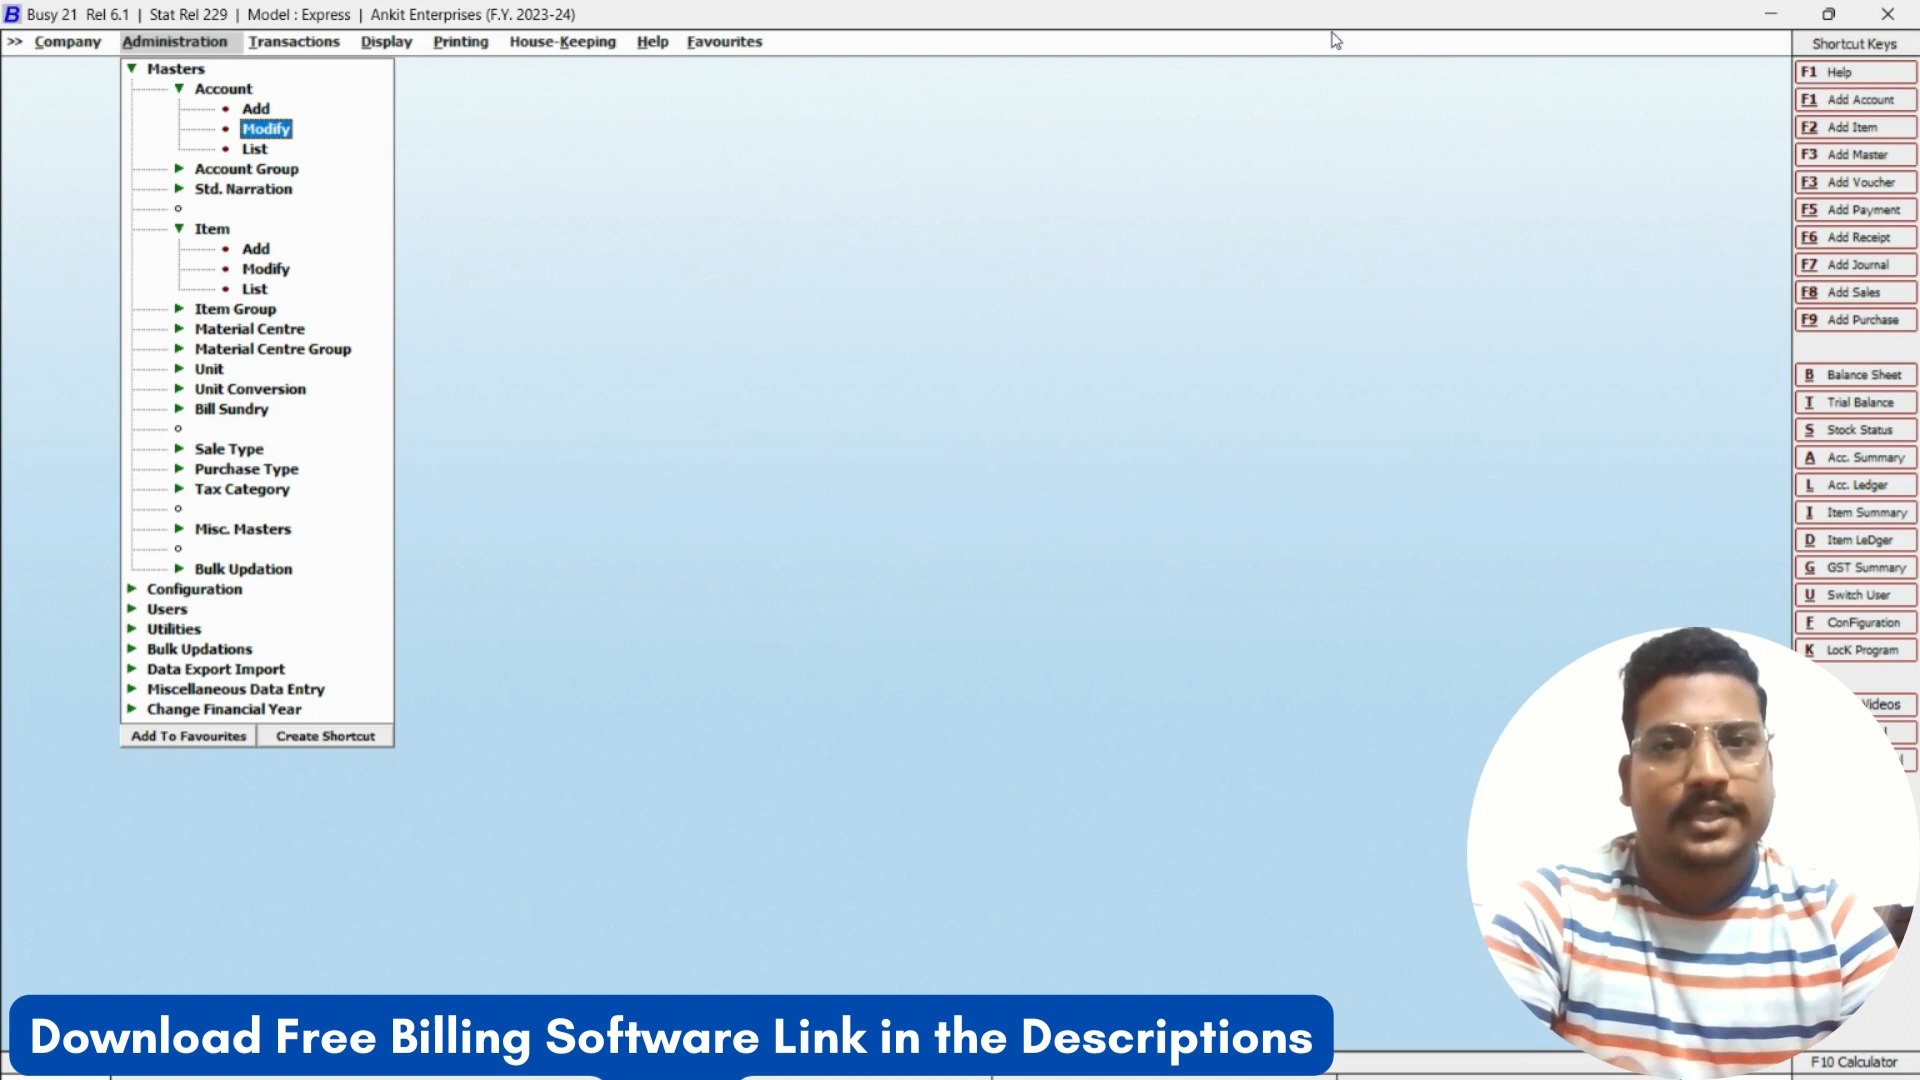 B Busy 21 Rel 6.1 | Stat Rel 229 | Model : Express | Ankit Enterprises (F.Y. 2023-24)
>> Company Administration Transactions Display Printing House-Keeping Help Favourites
Masters
Account
Add
Modify
List
Account Group
Std. Narration
Item
Add
Modify
List
Item Group
Material Centre
Material Centre Group
Unit
Unit Conversion
Bill Sundry
Sale Type
Purchase Type
Tax Category
Misc. Masters
Bulk Updation
Configuration
Users
Utilities
Bulk Updations
Data Export Import
Miscellaneous Data Entry
Change Financial Year
Add To Favourites Create Shortcut
Shortcut Keys
F1 Help
F1 Add Account
F2 Add Item
F3 Add Master
F3 Add Voucher
F5 Add Payment
F6 Add Receipt
F7 Add Journal
F8 Add Sales
F9 Add Purchase
B Balance Sheet
T Trial Balance
S Stock Status
A Acc. Summary
L Acc. Ledger
I Item Summary
D Item LeDger
G GST Summary
U Switch User
F ConFiguration
K LocK Program
Videos
Download Free Billing Software Link in the Descriptions
F10 Calculator